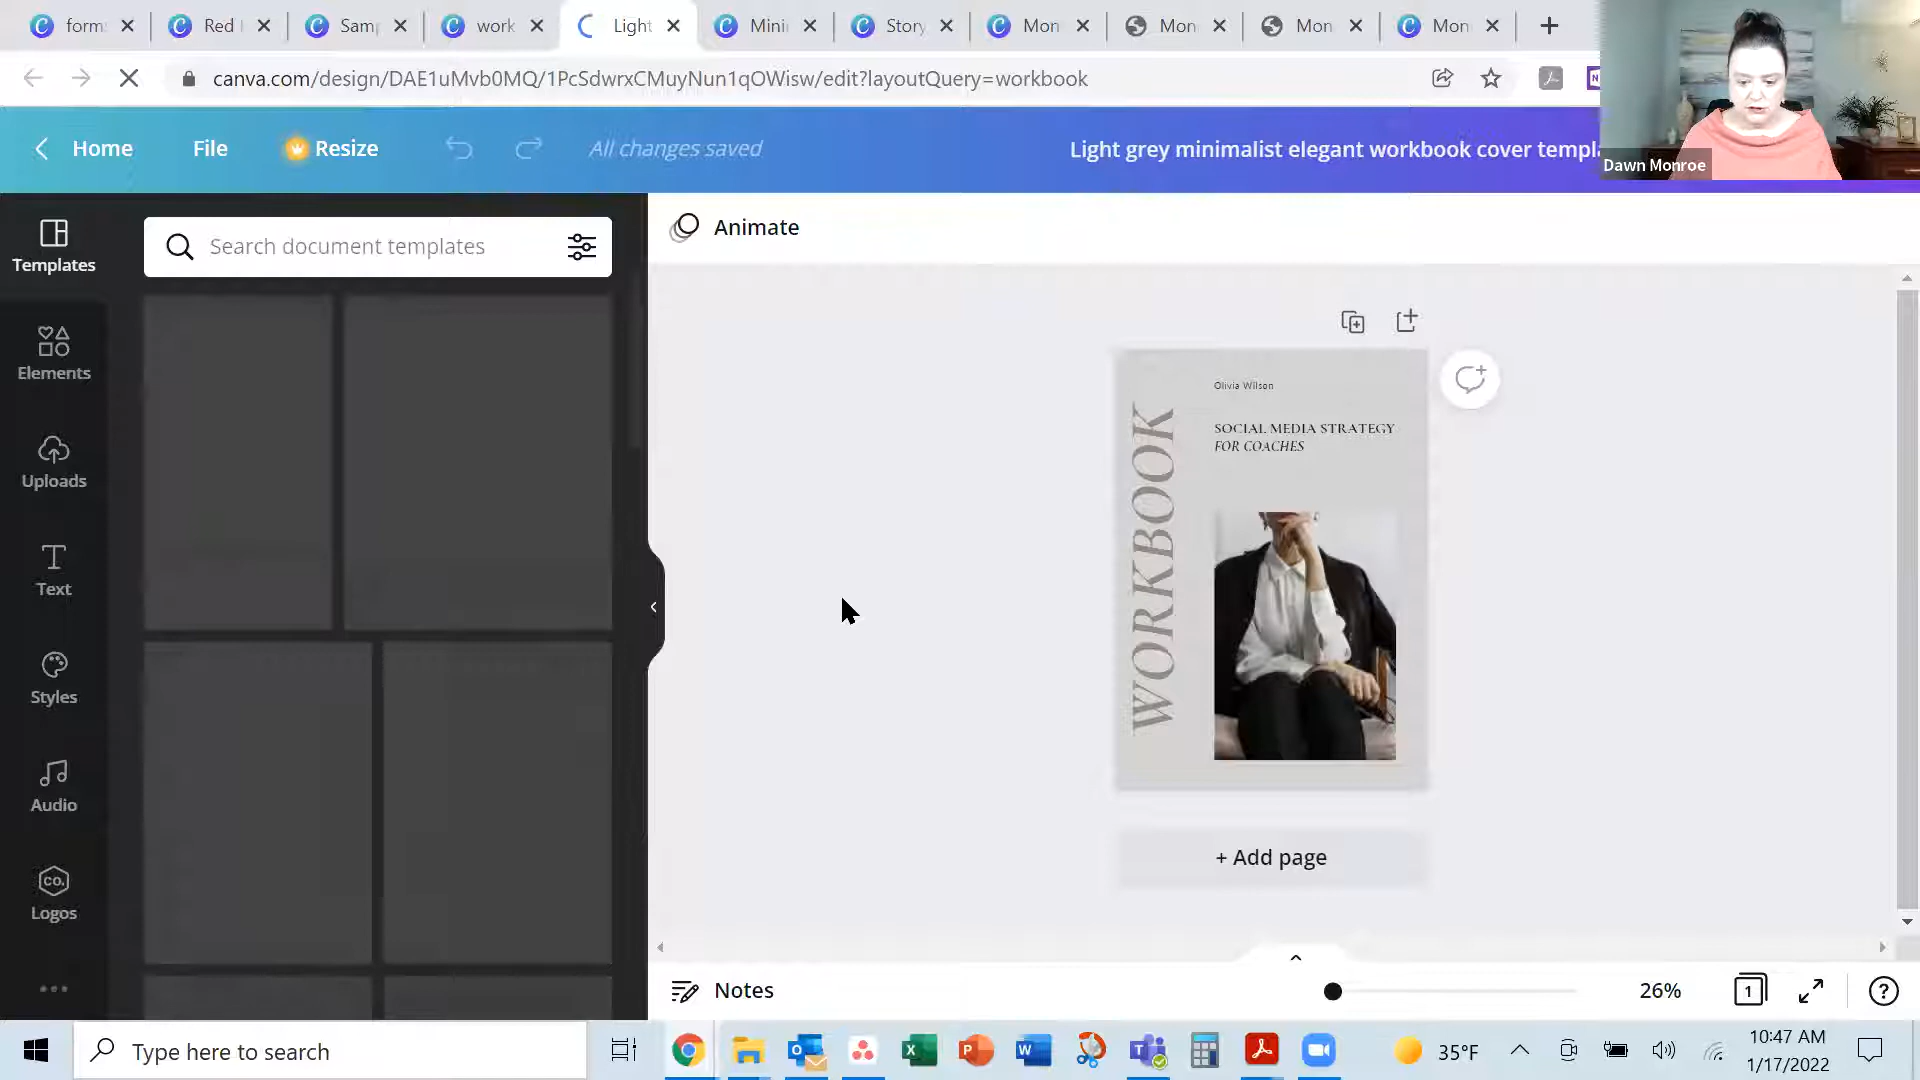 form
Red
Sam
work
Light
Mini
Story
Mon
Mon
Mon
Mon
canva.com/design/DAE1uMvb0MQ/1PcSdwrxCMuyNun1qOWisw/edit?layoutQuery=workbook
Home
File
Resize
All changes saved
Light grey minimalist elegant workbook cover templa
Dawn Monroe
Templates
Search document templates
Animate
Elements
Uploads
Text
Styles
Audio
CO.
Logos
Olivia Wilson
SOCIAL MEDIA STRATEGY
FOR COACHES
WORKBOOK
+ Add page
Notes
26%
1
Type here to search
35°F
10:47 AM
1/17/2022